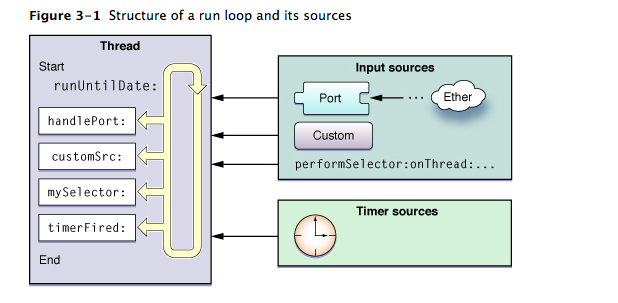 Figure 3-1 Structure of a run loop and its sources
Thread
Start
runUntilDate:
handlePort:
customSrc:
mySelector:
timerFired:
End
Input sources
Port
... Ether
Custom
performSelector:onThread:...
Timer sources